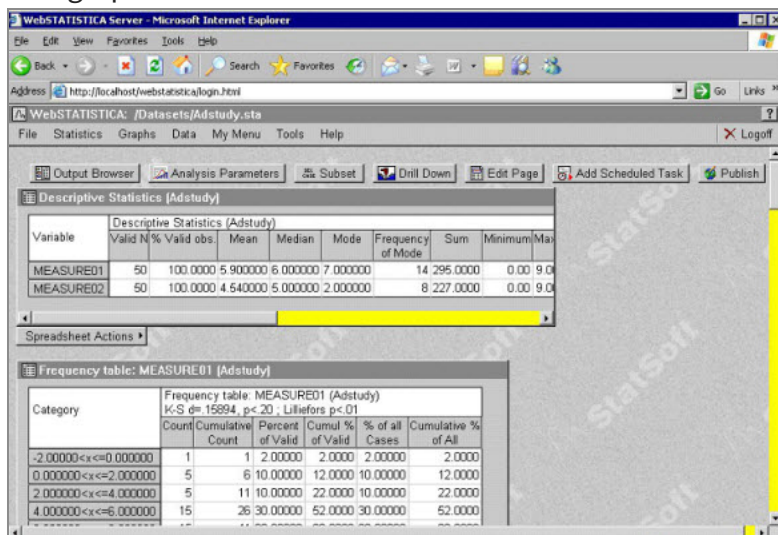 WebSTATISTICA Server - Microsoft Internet Explorer
File Edit View Favorites Tools Help
Back Search Favorites
Address http://localhost/webstatistica/login.html Go Links
WebSTATISTICA: /Datasets/Adstudy.sta ?
File Statistics Graphs Data My Menu Tools Help Logoff
Output Browser Analysis Parameters Subset Drill Down Edit Page Add Scheduled Task Publish
Descriptive Statistics (Adstudy)
Descriptive Statistics (Adstudy)
Variable Valid N % Valid obs. Mean Median Mode Frequency of Mode Sum Minimum Max
MEASURE01 50 100.0000 5.900000 6.000000 7.000000 14 295.0000 0.00 9.0
MEASURE02 50 100.0000 4.540000 5.000000 2.000000 8 227.0000 0.00 9.0
Spreadsheet Actions
Frequency table: MEASURE01 (Adstudy)
Frequency table: MEASURE01 (Adstudy)
K-S d=.15894, p<.20 ; Lilliefors p<.01
Category Count Cumulative Count Percent of Valid Cumul % of Valid % of all Cases Cumulative % of All
-2.00000<x<=0.000000 1 1 2.00000 2.0000 2.00000 2.0000
0.000000<x<=2.000000 5 6 10.00000 12.0000 10.00000 12.0000
2.000000<x<=4.000000 5 11 10.00000 22.0000 10.00000 22.0000
4.000000<x<=6.000000 15 26 30.00000 52.0000 30.00000 52.0000
StatSoft
StatSoft